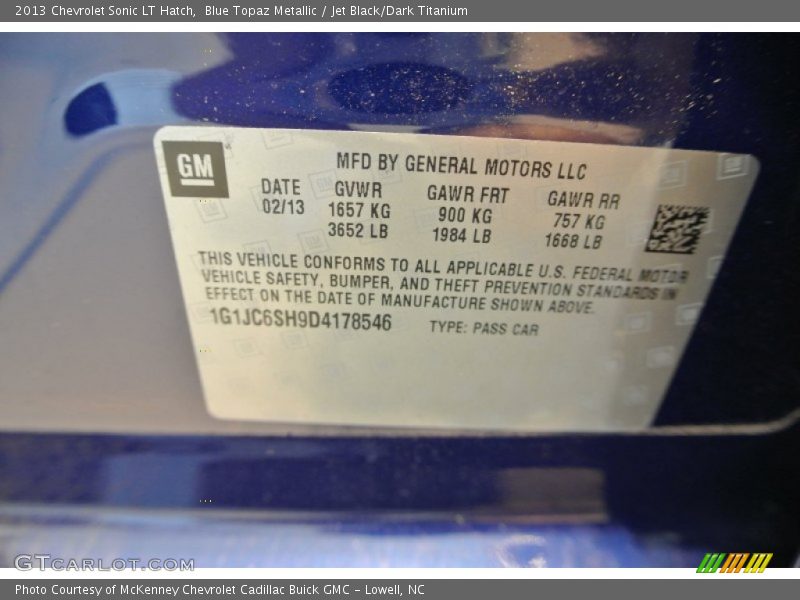 2013 Chevrolet Sonic LT Hatch,  Blue Topaz Metallic / Jet Black/Dark Titanium
GM
MFD BY GENERAL MOTORS LLC
DATE GVWR GAWR FRT GAWR RR
02/13 1657 KG 900 KG 757 KG
3652 LB 1984 LB 1668 LB
THIS VEHICLE CONFORMS TO ALL APPLICABLE U.S. FEDERAL MOTOR
VEHICLE SAFETY, BUMPER, AND THEFT PREVENTION STANDARDS IN
EFFECT ON THE DATE OF MANUFACTURE SHOWN ABOVE.
1G1JC6SH9D4178546 TYPE: PASS CAR
GTCARLOT.COM
Photo Courtesy of McKenney Chevrolet Cadillac Buick GMC – Lowell, NC